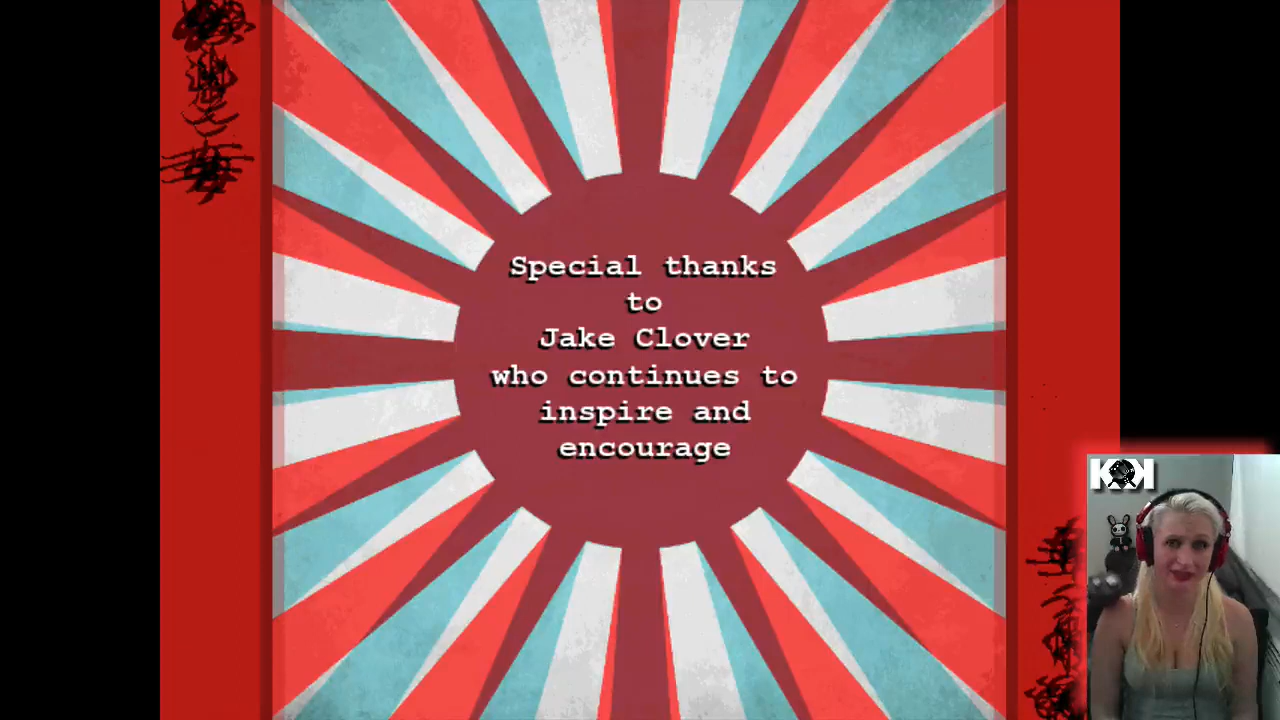 Special thanks
to
Jake Clover
who continues to
inspire and
encourage